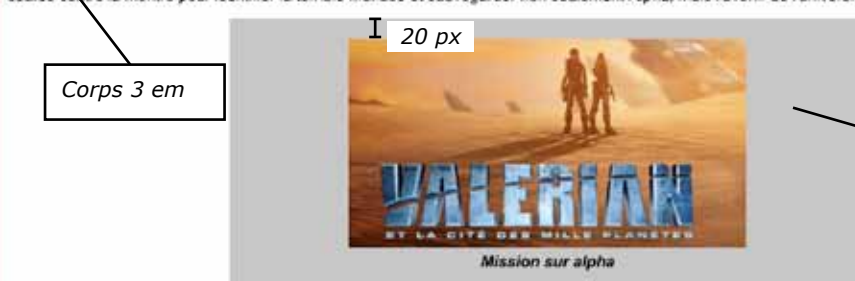 20 px
Corps 3 em
VALERIAN
ET LA CITÉ DES MILLE PLANÈTES
Mission sur alpha